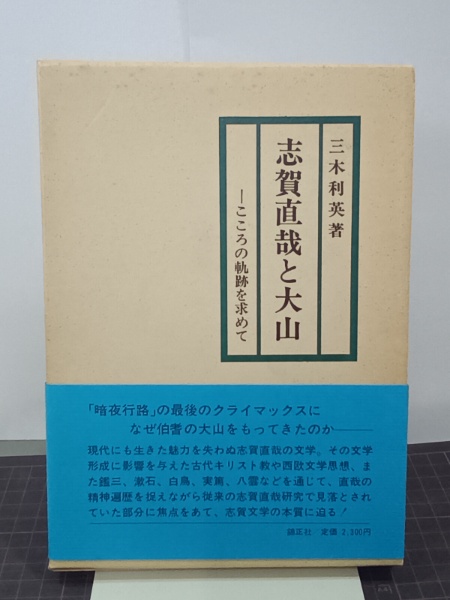 三木利英著
志賀直哉と大山
―こころの軌跡を求めて
「暗夜行路」の最後のクライマックスに
なぜ伯耆の大山をもってきたのか――
現代にも生きた魅力を失わぬ志賀直哉の文学。その文学
形成に影響を与えた古代キリスト教や西欧文学思想、ま
た鑑三、漱石、白鳥、実篤、八雲などを通じて、直哉の
精神遍歴を捉えながら従来の志賀直哉研究で見落とされ
ていた部分に焦点をあて、志賀文学の本質に迫る!
錦正社 定価 2,300円